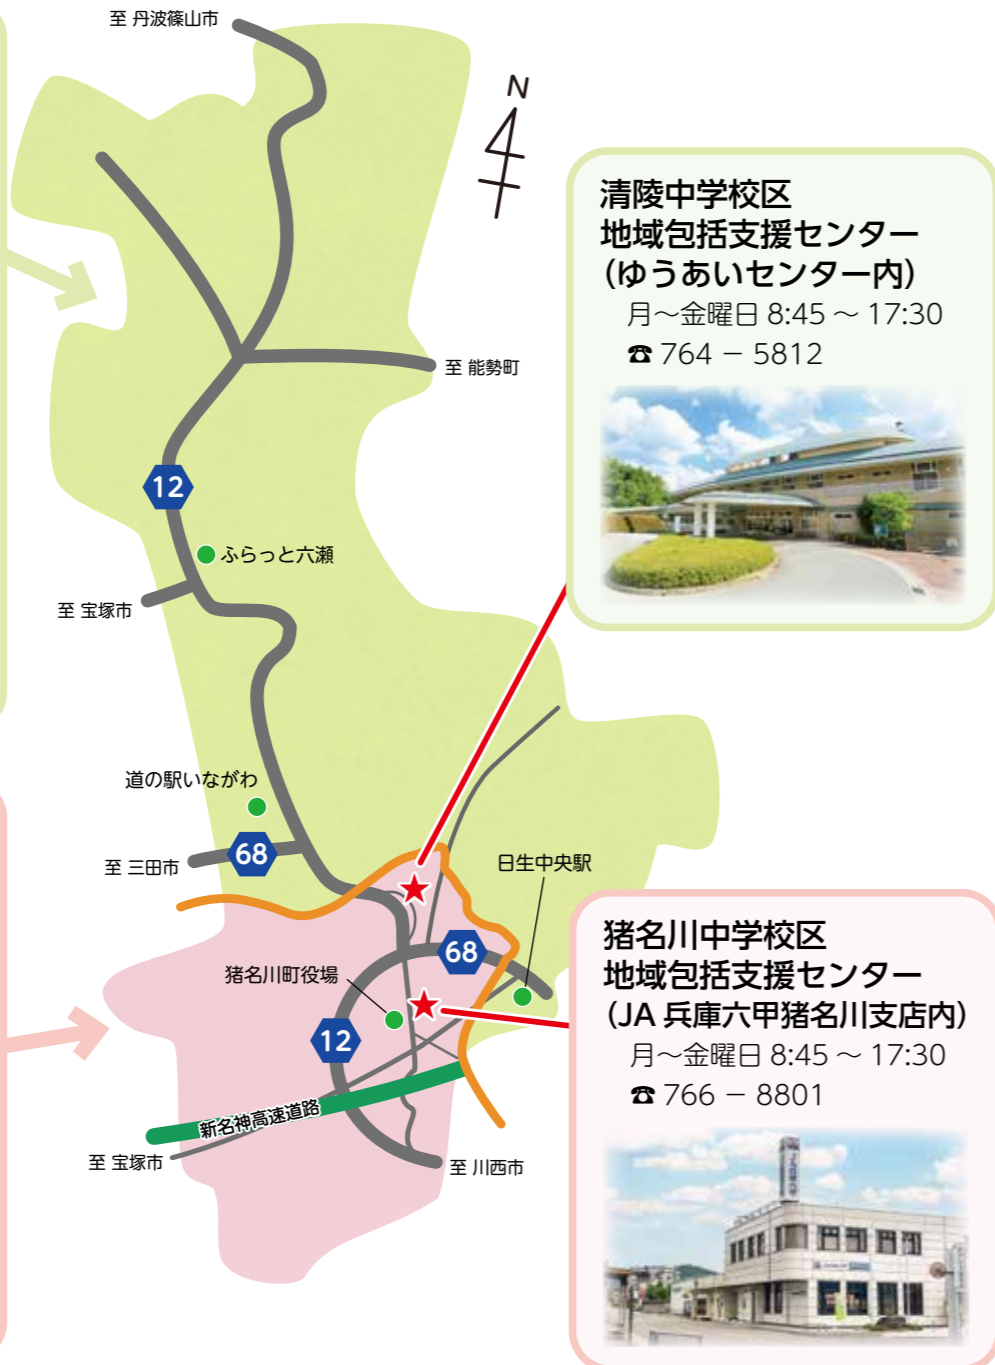 至 丹波篠山市
N
至 能勢町
12
ふらっと六瀬
至 宝塚市
道の駅いながわ
68
至 三田市
日生中央駅
68
猪名川町役場
12
新名神高速道路
至 宝塚市
至 川西市
清陵中学校区
地域包括支援センター
（ゆうあいセンター内）
月～金曜日 8:45 ～ 17:30
☎ 764 − 5812
猪名川中学校区
地域包括支援センター
（JA 兵庫六甲猪名川支店内）
月～金曜日 8:45 ～ 17:30
☎ 766 − 8801